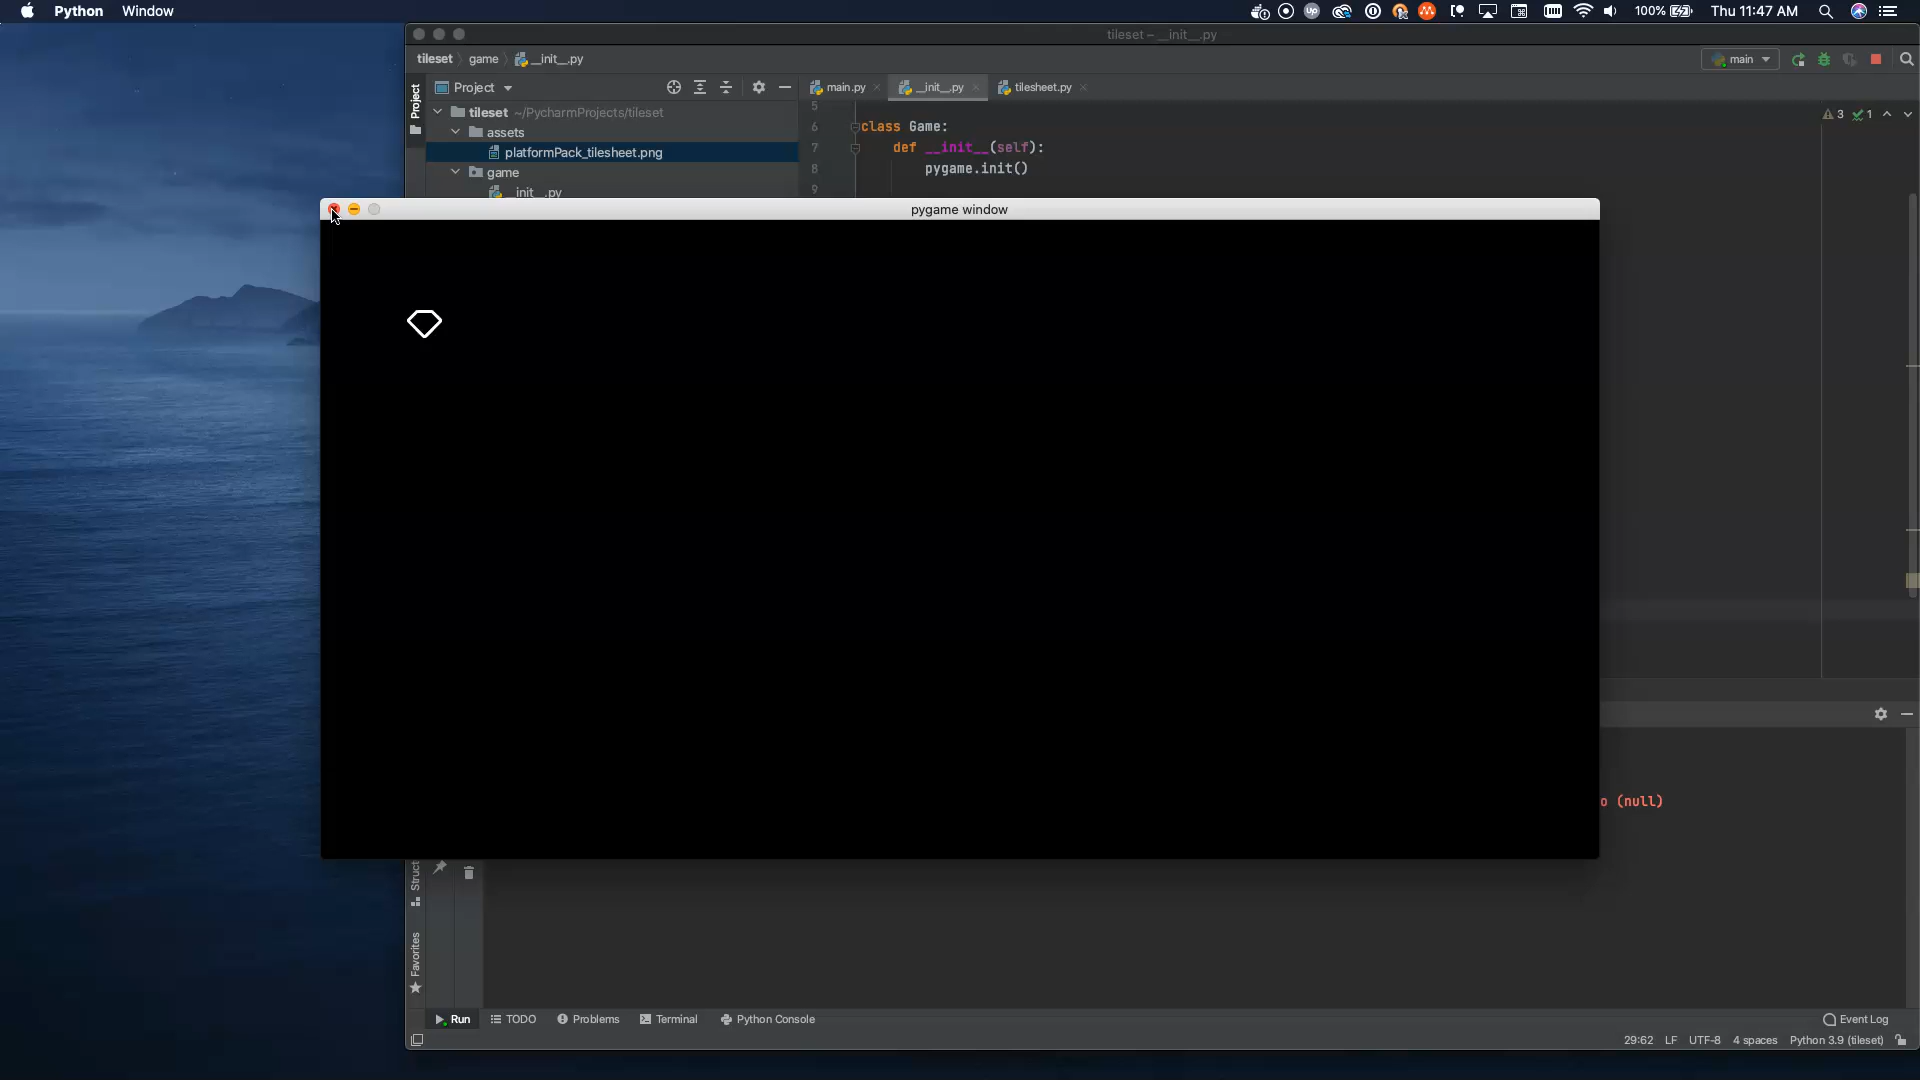 Python Window 100% Thu 11:47 AM
tileset – __init__.py
tileset game __init__.py main
Project main.py __init__.py tilesheet.py
Project
tileset ~/PycharmProjects/tileset
assets
platformPack_tilesheet.png
game
__init__.py
5
6 class Game:
7 def __init__(self):
8 pygame.init()
9
3 1
pygame window
o (null)
Favorites
Run TODO Problems Terminal Python Console Event Log
29:62 LF UTF-8 4 spaces Python 3.9 (tileset)